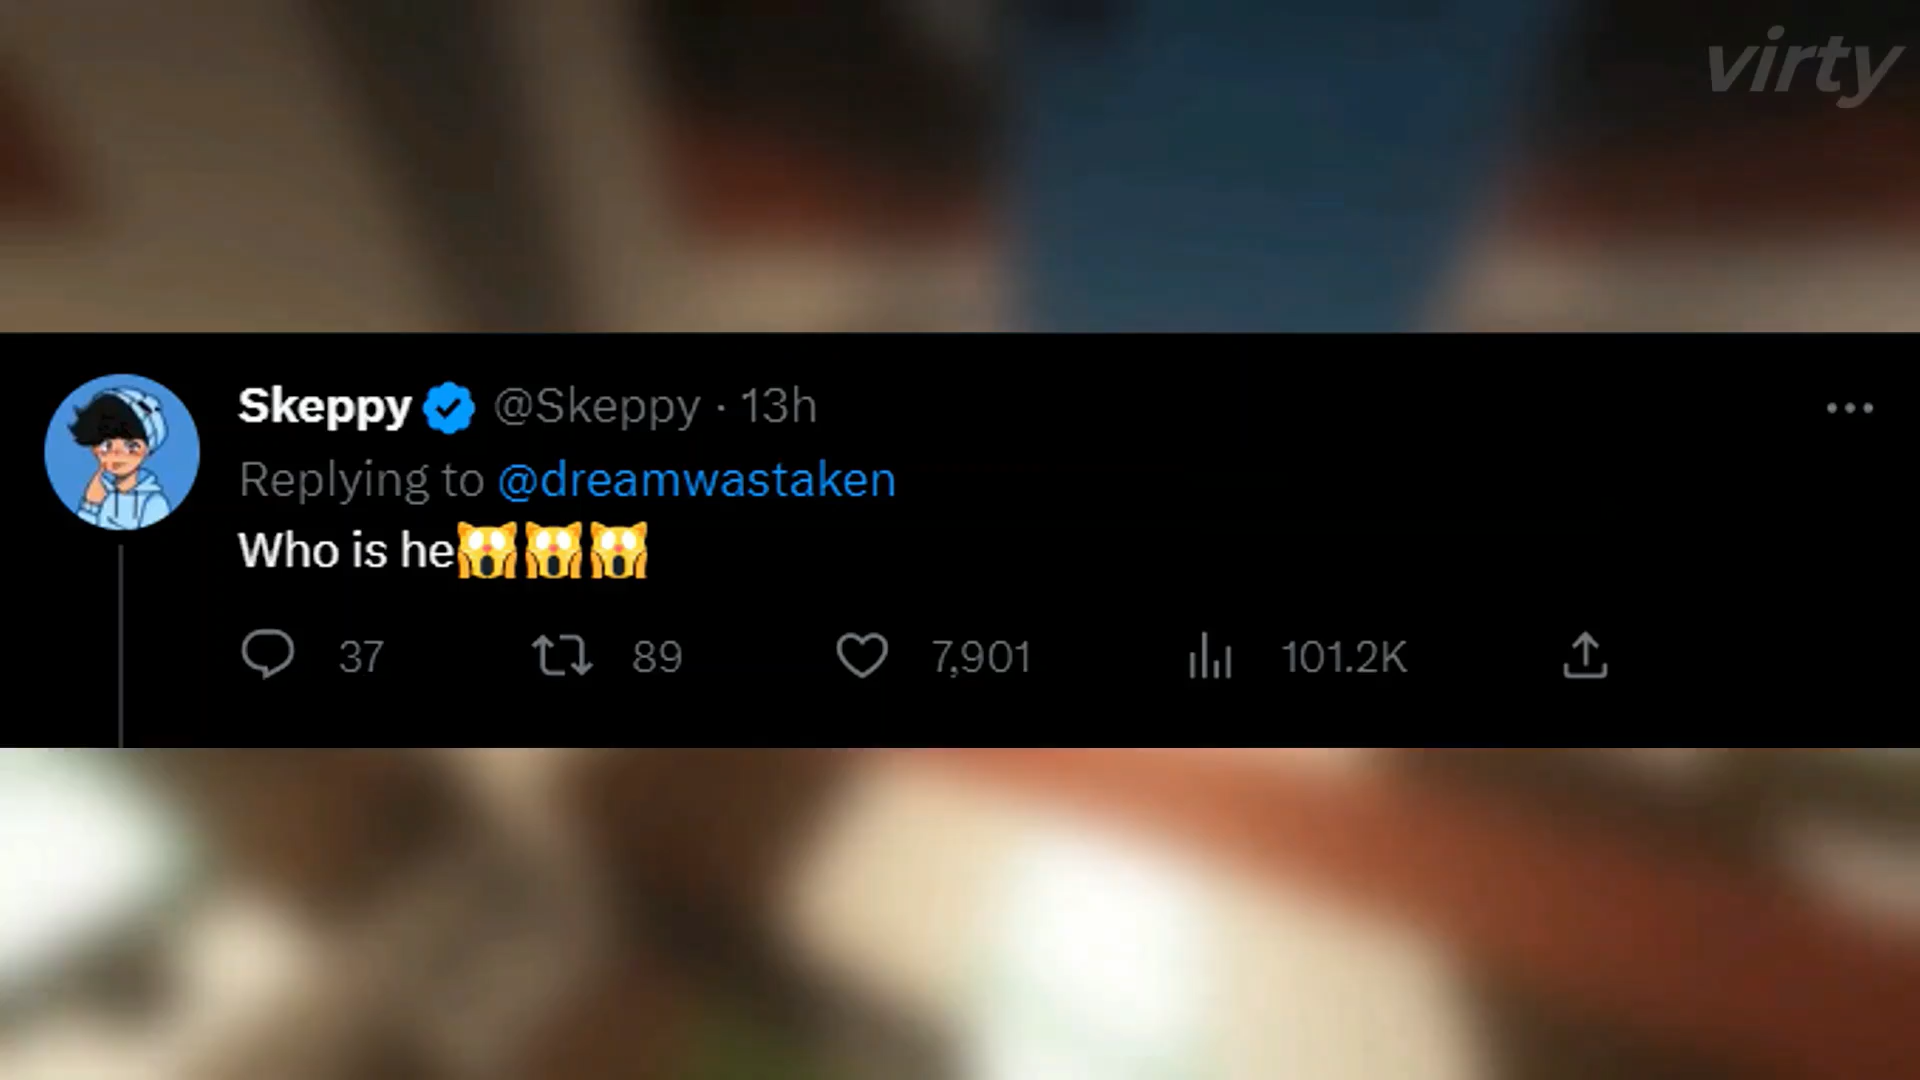 virty
Skeppy @Skeppy · 13h
Replying to @dreamwastaken
Who is he🙀🙀🙀
37 89 7,901 101.2K